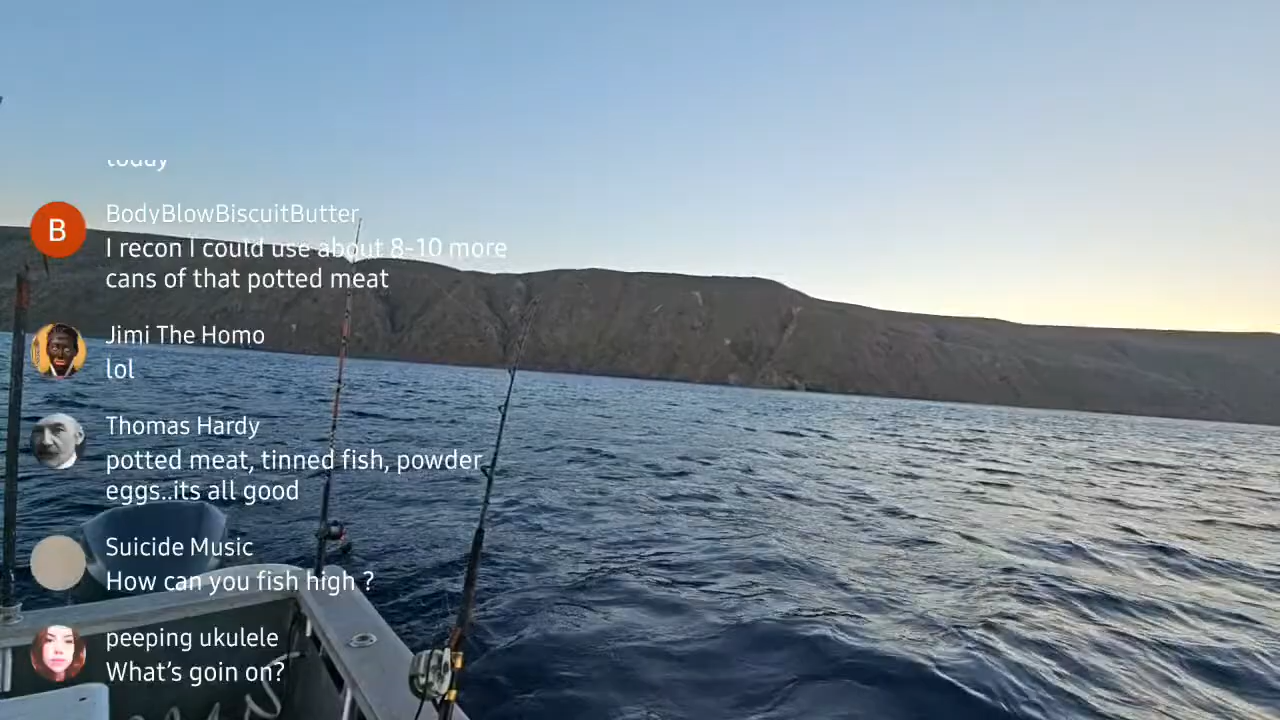 today
BodyBlowBiscuitButter
I recon I could use about 8-10 more
cans of that potted meat
Jimi The Homo
lol
Thomas Hardy
potted meat, tinned fish, powder
eggs..its all good
Suicide Music
How can you fish high ?
peeping ukulele
What's goin on?
B